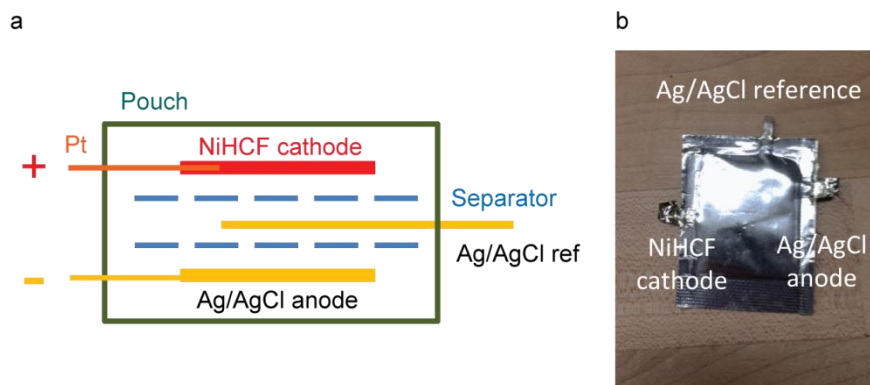 a
Pouch
NiHCF cathode
Pt
+
Separator
Ag/AgCl ref
-
Ag/AgCl anode
b
Ag/AgCl reference
NiHCF
cathode
Ag/AgCl
anode